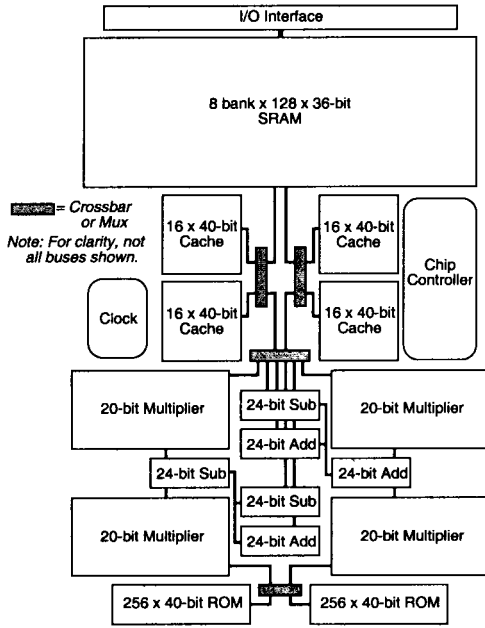 I/O Interface
8 bank x 128 x 36-bit
SRAM
= Crossbar
or Mux
Note: For clarity, not
all buses shown.
16 x 40-bit
Cache
16 x 40-bit
Cache
Chip
Controller
Clock
16 x 40-bit
Cache
16 x 40-bit
Cache
20-bit Multiplier
24-bit Sub
20-bit Multiplier
24-bit Add
24-bit Sub
24-bit Add
24-bit Sub
20-bit Multiplier
20-bit Multiplier
24-bit Add
256 x 40-bit ROM
256 x 40-bit ROM